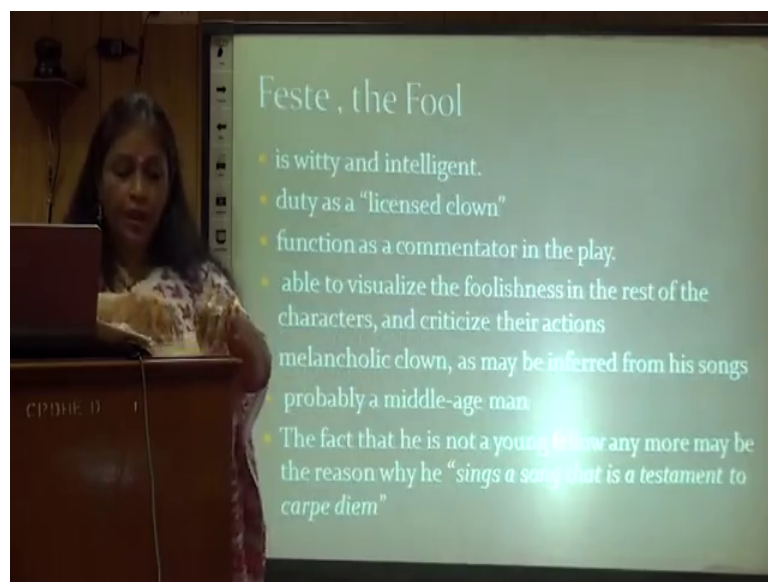 Feste , the Fool
is witty and intelligent.
duty as a “licensed clown”
function as a commentator in the play.
able to visualize the foolishness in the rest of the
characters, and criticize their actions
melancholic clown, as may be inferred from his songs
probably a middle-age man
The fact that he is not a young fellow any more may be
the reason why he “sings a song that is a testament to
carpe diem”